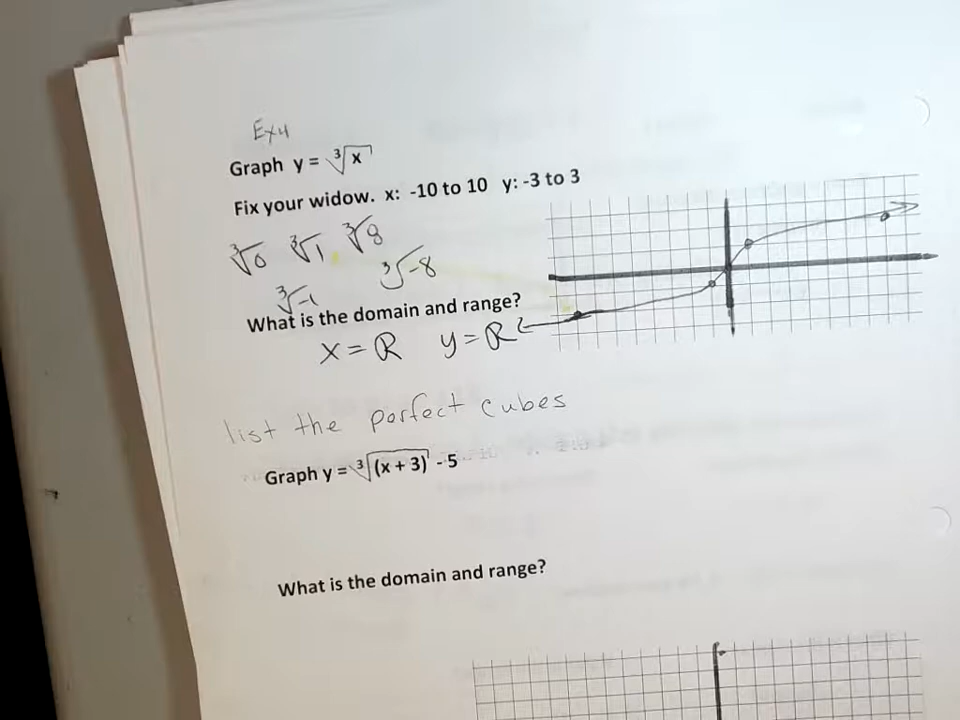 Ex4
Graph y = ∛x
Fix your widow. x: -10 to 10 y: -3 to 3
∛0 ∛1 ∛8
∛-8
∛-1
What is the domain and range?
x = ℝ y = ℝ
list the perfect cubes
Graph y = ∛(x + 3) - 5
What is the domain and range?